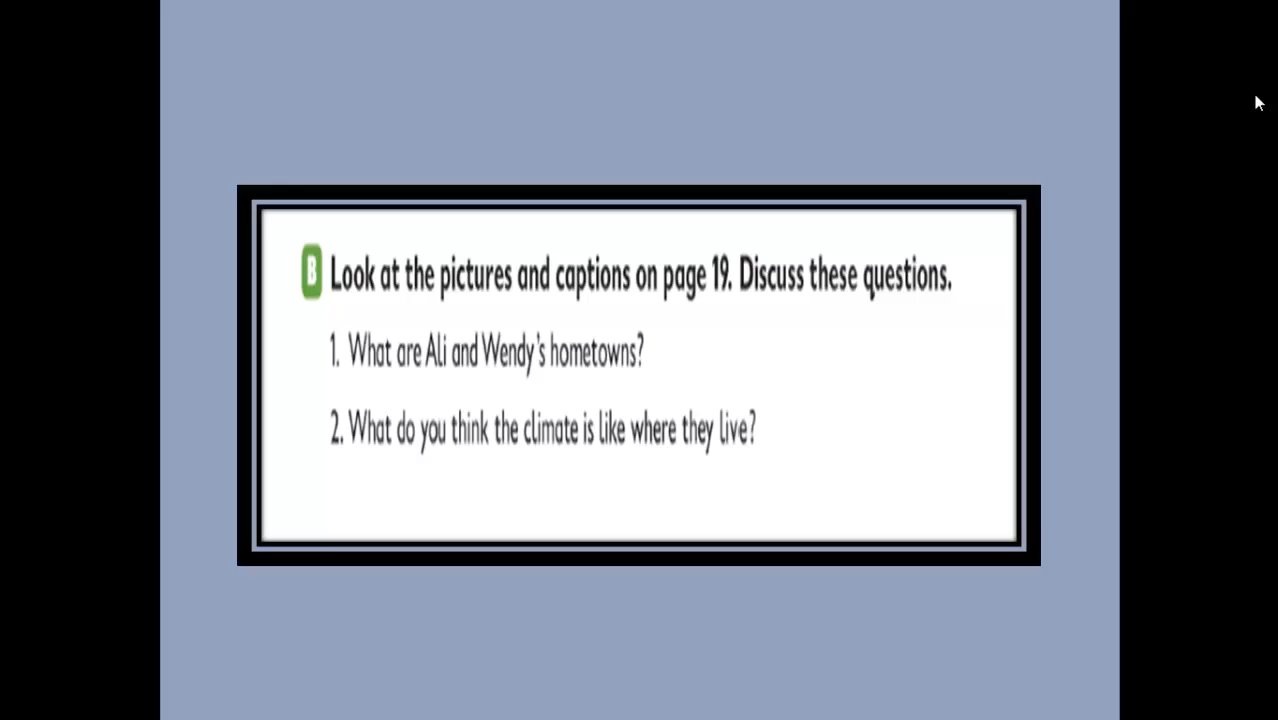 B Look at the pictures and captions on page 19. Discuss these questions.
1. What are Ali and Wendy's hometowns?
2. What do you think the climate is like where they live?